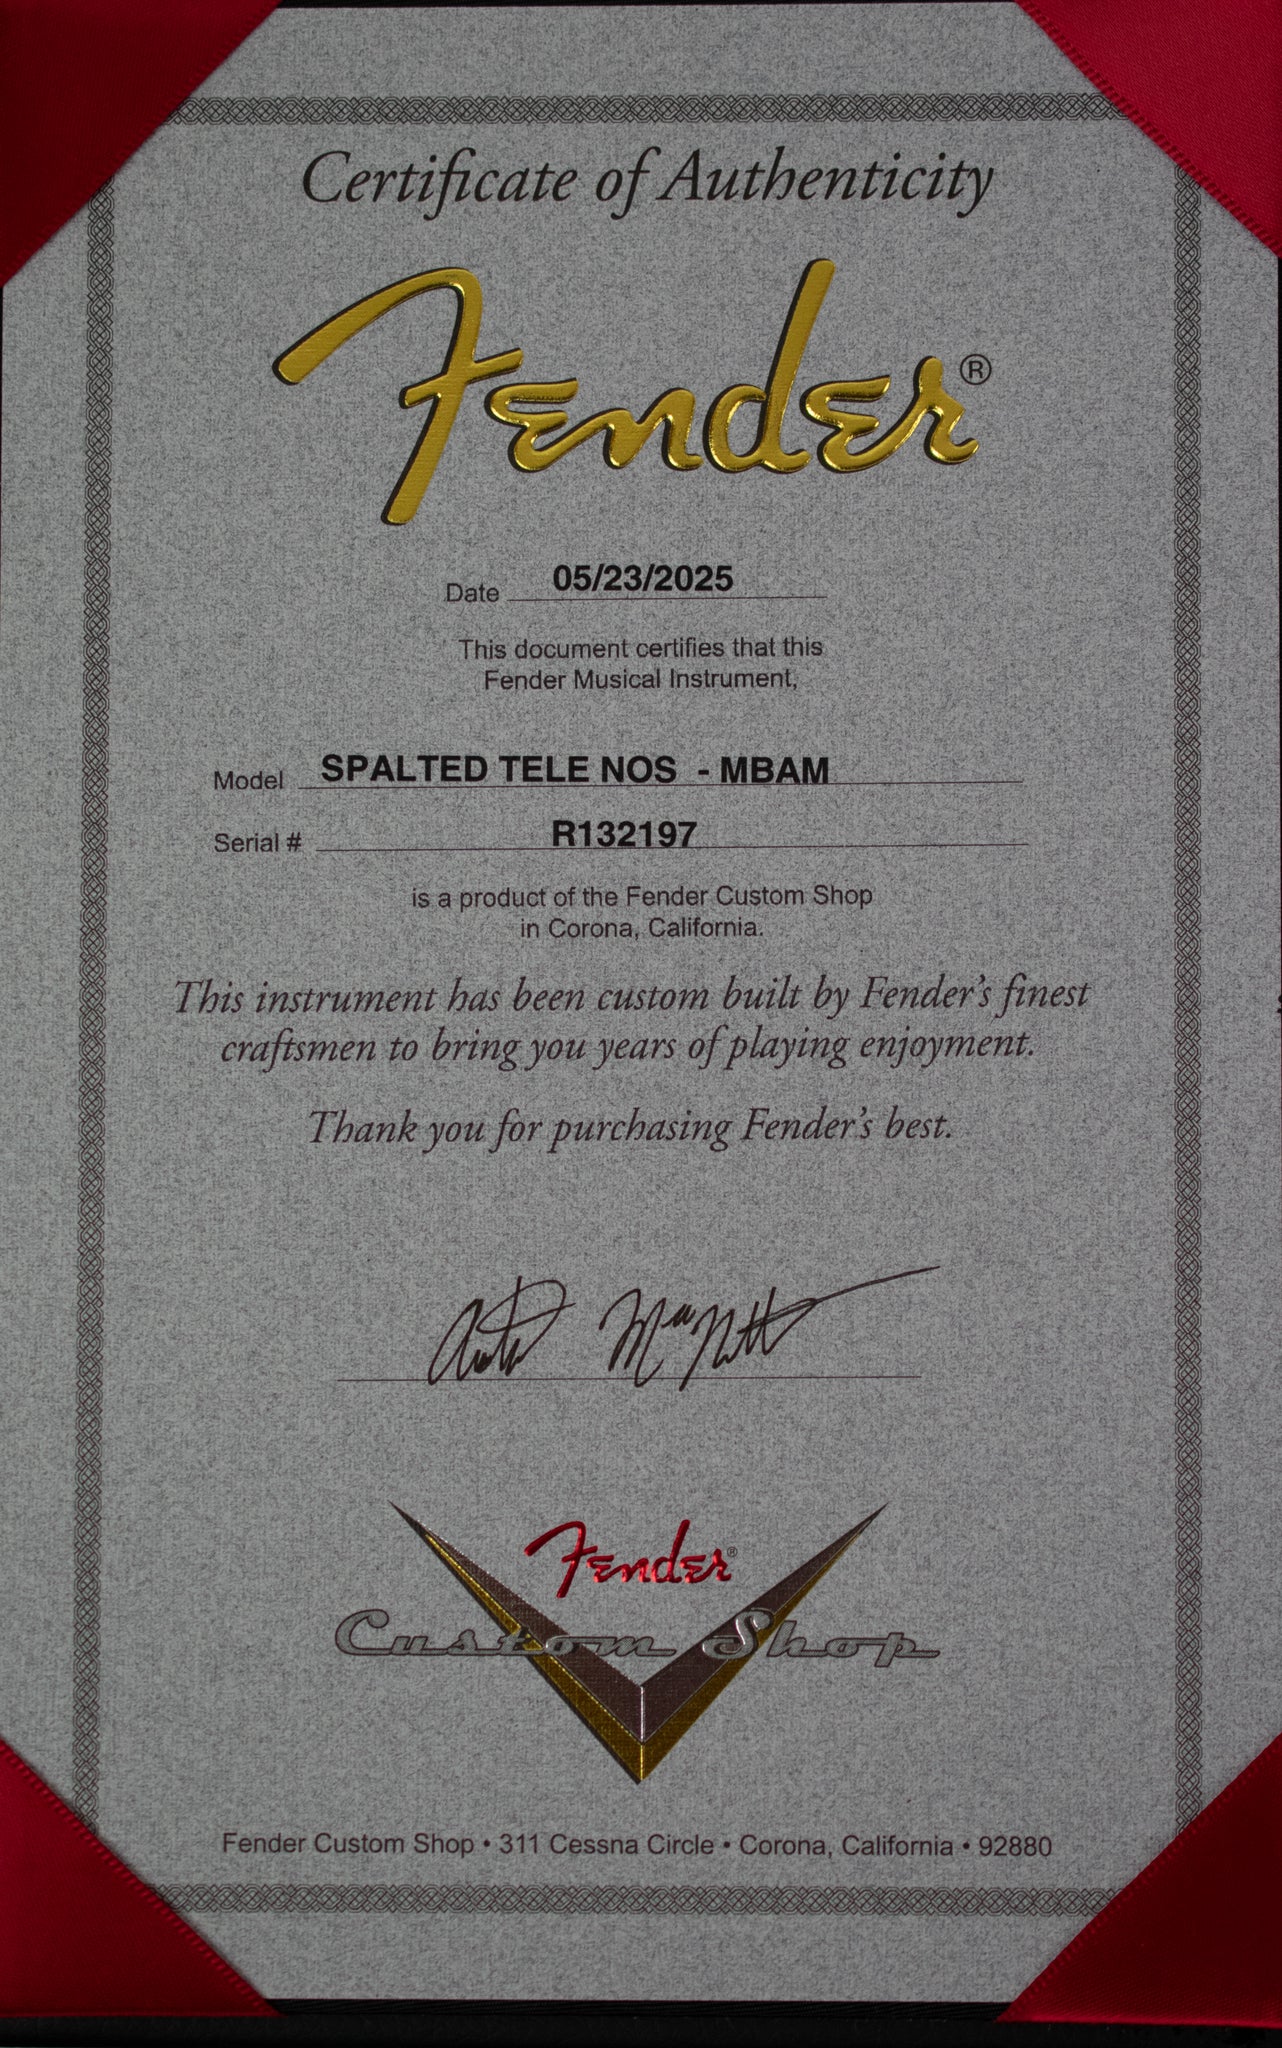 Certificate of Authenticity
Fender®
Date 05/23/2025
This document certifies that this
Fender Musical Instrument,
Model SPALTED TELE NOS - MBAM
Serial # R132197
is a product of the Fender Custom Shop
in Corona, California.
This instrument has been custom built by Fender's finest
craftsmen to bring you years of playing enjoyment.
Thank you for purchasing Fender's best.
Fender®
Custom Shop
Fender Custom Shop • 311 Cessna Circle • Corona, California • 92880